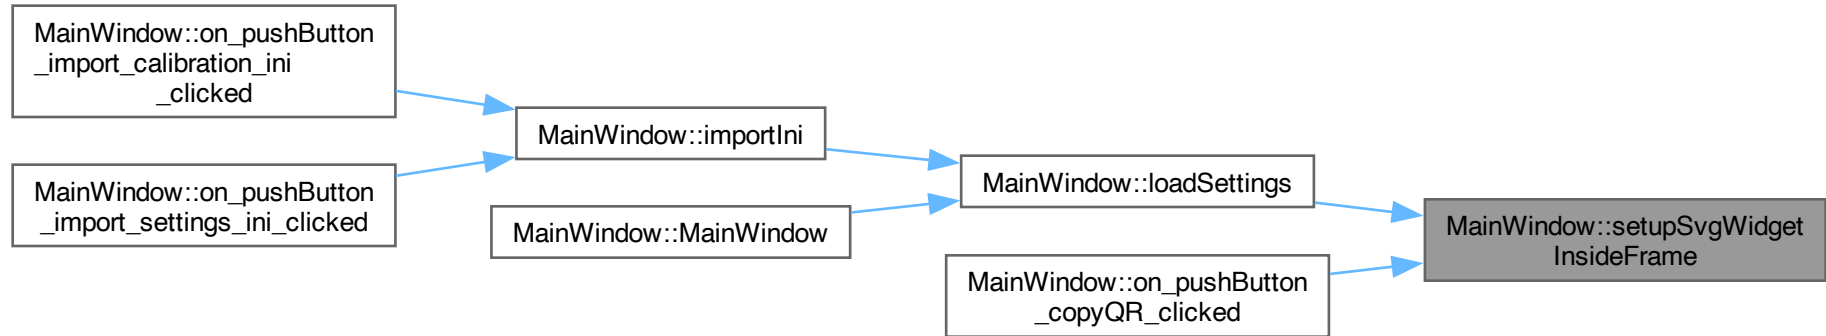 MainWindow::on_pushButton
_import_calibration_ini
_clicked
MainWindow::on_pushButton
_import_settings_ini_clicked
MainWindow::importIni
MainWindow::MainWindow
MainWindow::loadSettings
MainWindow::on_pushButton
_copyQR_clicked
MainWindow::setupSvgWidget
InsideFrame